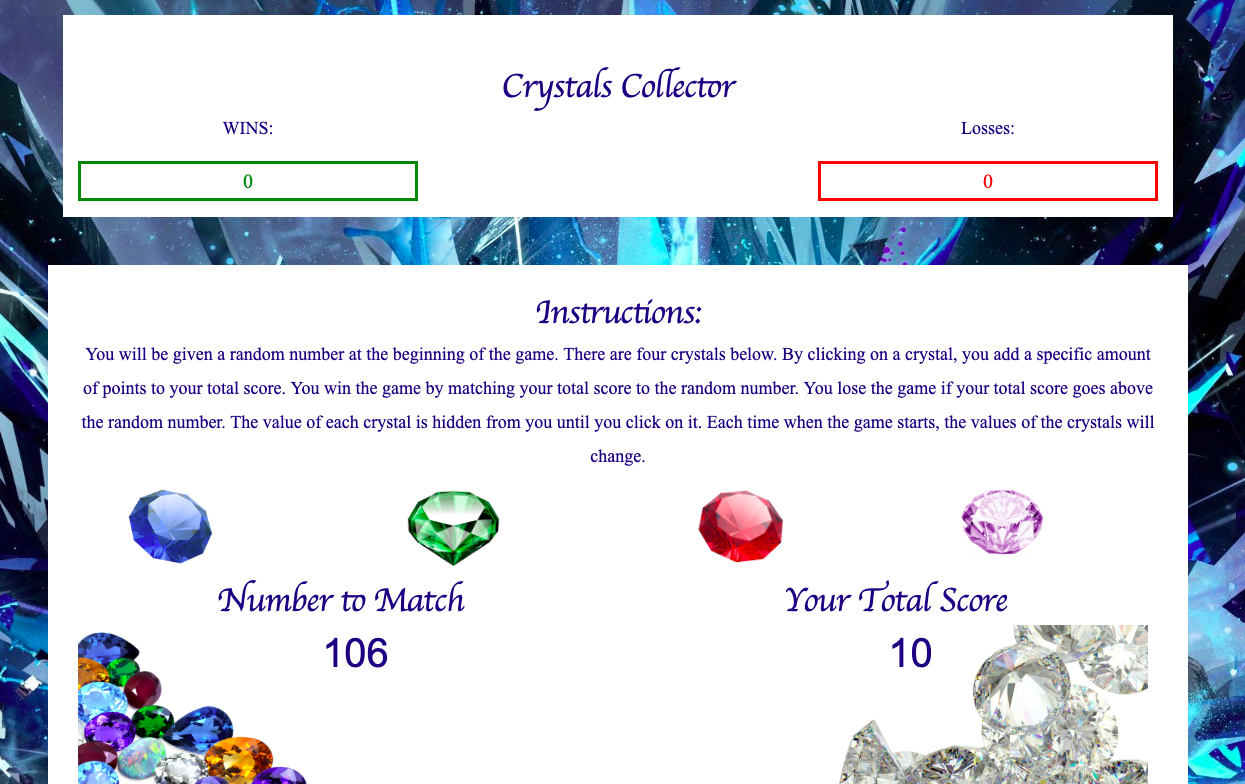 Crystals Collector
WINS:
Losses:
0
0
Instructions:
You will be given a random number at the beginning of the game. There are four crystals below. By clicking on a crystal, you add a specific amount
of points to your total score. You win the game by matching your total score to the random number. You lose the game if your total score goes above
the random number. The value of each crystal is hidden from you until you click on it. Each time when the game starts, the values of the crystals will
change.
Number to Match
Your Total Score
106
10